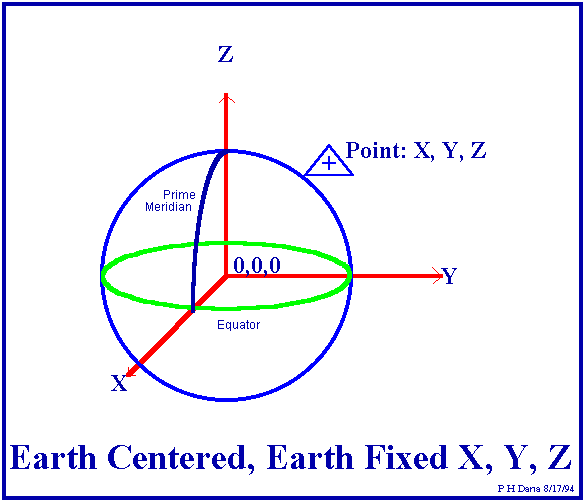 Z
Point: X, Y, Z
Prime
Meridian
0,0,0
Y
Equator
X
Earth Centered, Earth Fixed X, Y, Z
P H Dana 8/17/94